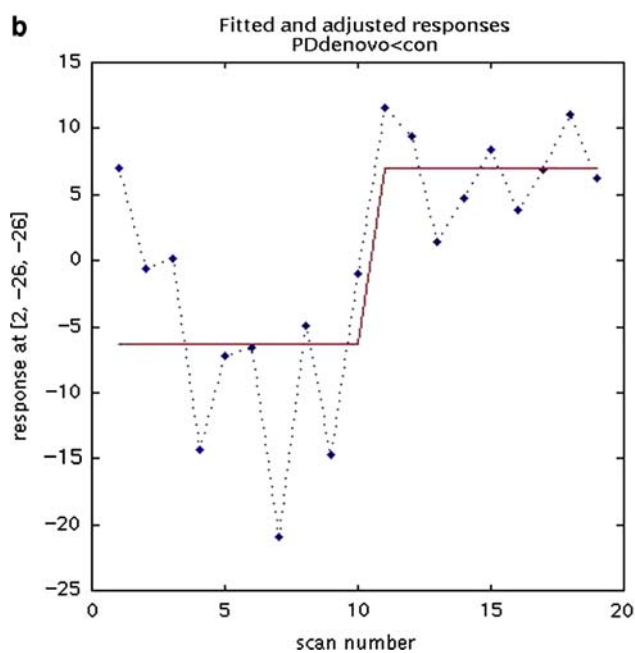 b
Fitted and adjusted responses
PDdenovo<con
15
10
5
0
−5
−10
−15
−20
−25
response at [2, −26, −26]
0
5
10
15
20
scan number